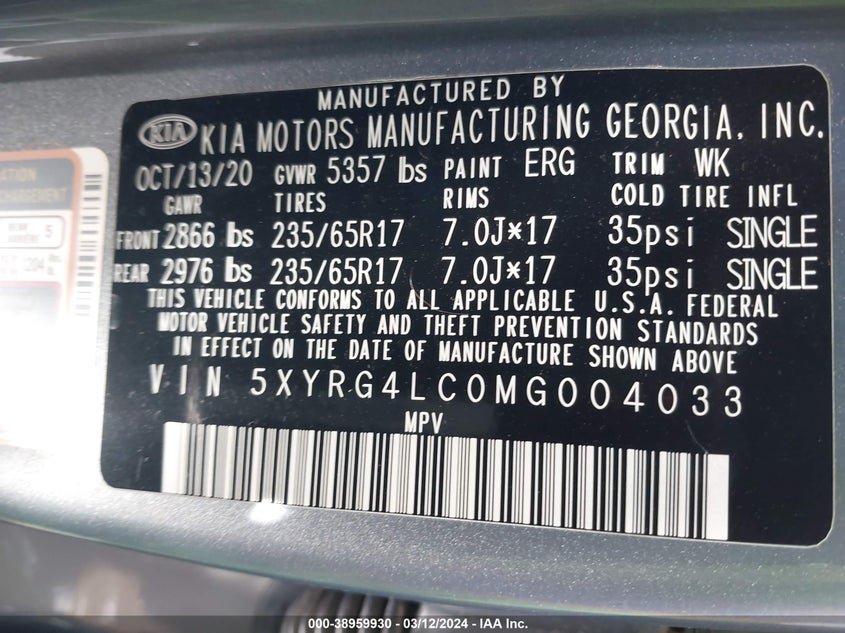 MANUFACTURED BY
KIA KIA MOTORS MANUFACTURING GEORGIA, INC.
OCT/13/20 GVWR 5357 lbs PAINT ERG TRIM WK
GAWR TIRES RIMS COLD TIRE INFL
FRONT 2866 lbs 235/65R17 7.0J*17 35psi SINGLE
REAR 2976 lbs 235/65R17 7.0J*17 35psi SINGLE
THIS VEHICLE CONFORMS TO ALL APPLICABLE U.S.A. FEDERAL
MOTOR VEHICLE SAFETY AND THEFT PREVENTION STANDARDS
IN EFFECT ON THE DATE OF MANUFACTURE SHOWN ABOVE
VIN 5XYRG4LC0MG004033
MPV
REAR
ARRIÈRE 5
000-38959930 - 03/12/2024 - IAA Inc.